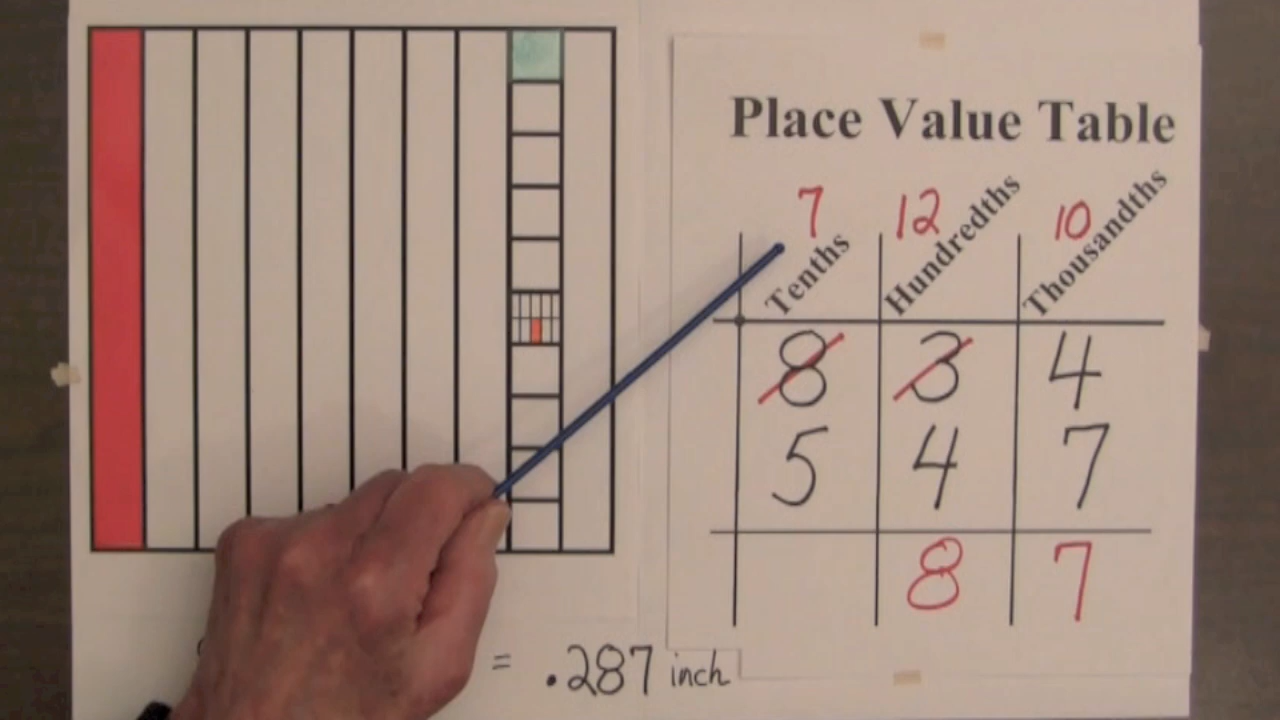 Place Value Table
7 12 10
Tenths Hundredths Thousandths
8 3 4
5 4 7
8 7
= .287 inch